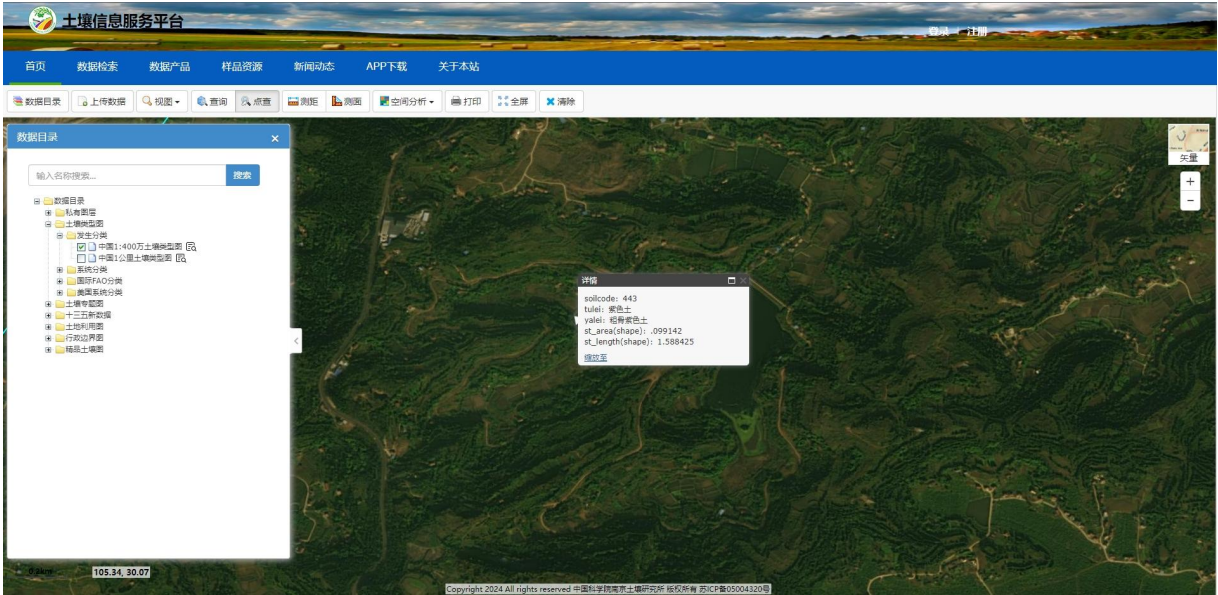 土壤信息服务平台
登录 | 注册
首页 数据检索 数据产品 样品资源 新闻动态 APP下载 关于本站
数据目录 上传数据 视图 查询 点查 测距 测面 空间分析 打印 全屏 清除
数据目录 ×
矢量
输入名称搜索... 搜索
+
−
数据目录
私有图层
土壤类型图
发生分类
中国1:400万土壤类型图
中国1公里土壤类型图
系统分类
国际FAO分类
美国系统分类
土壤专题图
十三五新数据
土地利用图
行政边界图
精品土壤图
详情
soilcode: 443
tulei: 紫色土
yalei: 粗骨紫色土
st_area(shape): .099142
st_length(shape): 1.588425
缩放至
105.34, 30.07
Copyright 2024 All rights reserved 中国科学院南京土壤研究所 版权所有 苏ICP备05004320号